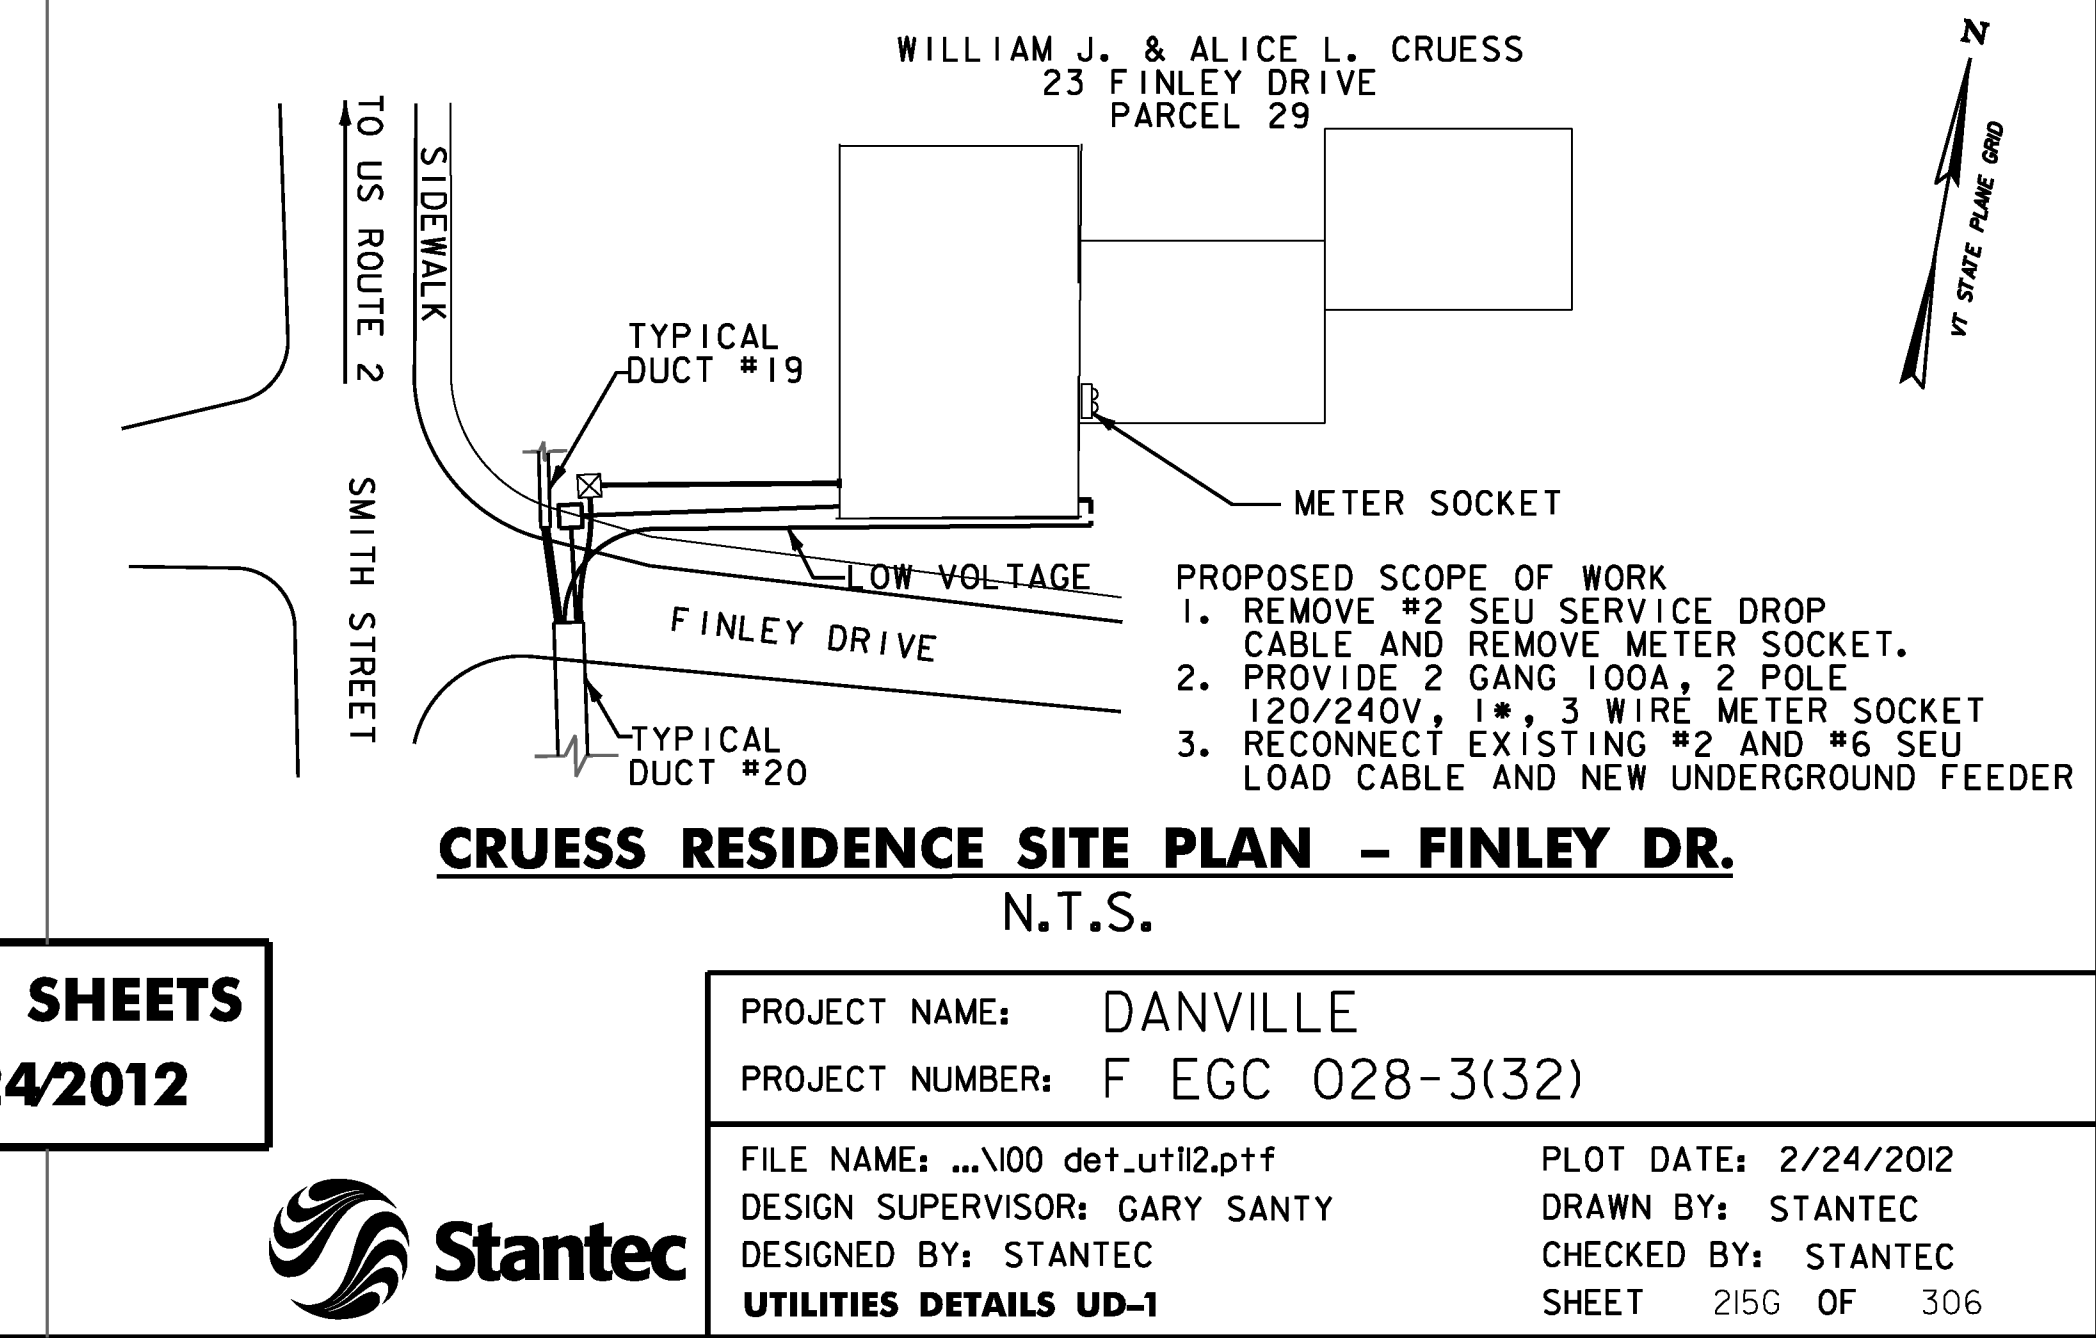 WILLIAM J. & ALICE L. CRUESS
23 FINLEY DRIVE
PARCEL 29
N
VT STATE PLANE GRID
TO US ROUTE 2
SIDEWALK
TYPICAL
DUCT #19
METER SOCKET
SMITH STREET
LOW VOLTAGE
FINLEY DRIVE
TYPICAL
DUCT #20
PROPOSED SCOPE OF WORK
1. REMOVE #2 SEU SERVICE DROP
CABLE AND REMOVE METER SOCKET.
2. PROVIDE 2 GANG 100A, 2 POLE
120/240V, 1*, 3 WIRE METER SOCKET
3. RECONNECT EXISTING #2 AND #6 SEU
LOAD CABLE AND NEW UNDERGROUND FEEDER
CRUESS RESIDENCE SITE PLAN - FINLEY DR.
N.T.S.
SHEETS
4/2012
Stantec
PROJECT NAME: DANVILLE
PROJECT NUMBER: F EGC 028-3(32)
FILE NAME: ...\100 det_util2.ptf
PLOT DATE: 2/24/2012
DESIGN SUPERVISOR: GARY SANTY
DRAWN BY: STANTEC
DESIGNED BY: STANTEC
CHECKED BY: STANTEC
UTILITIES DETAILS UD-1
SHEET 215G OF 306